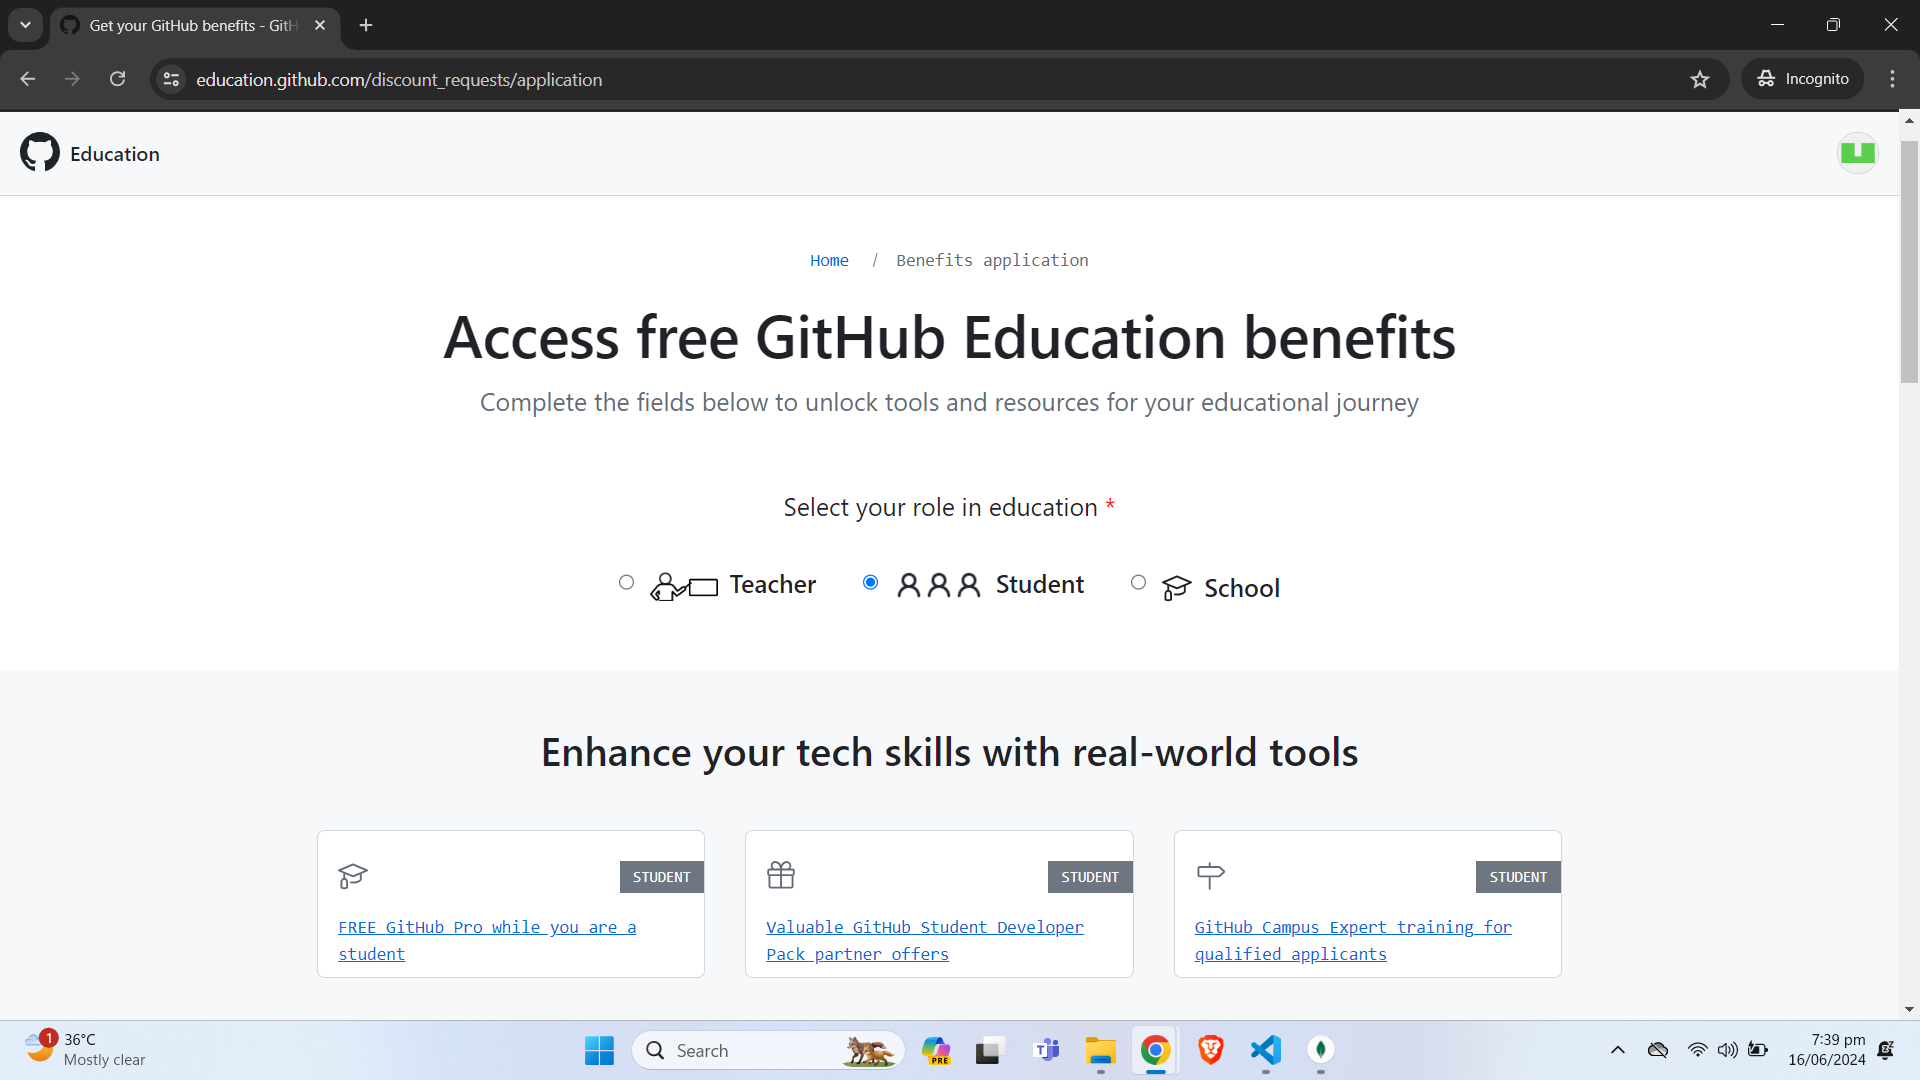 Get your GitHub benefits - GitH
education.github.com/discount_requests/application
Incognito
Education
Home / Benefits application
Access free GitHub Education benefits
Complete the fields below to unlock tools and resources for your educational journey
Select your role in education *
Teacher
Student
School
Enhance your tech skills with real-world tools
STUDENT
FREE GitHub Pro while you are a
student
STUDENT
Valuable GitHub Student Developer
Pack partner offers
STUDENT
GitHub Campus Expert training for
qualified applicants
1
36°C
Mostly clear
Search
PRE
7:39 pm
16/06/2024